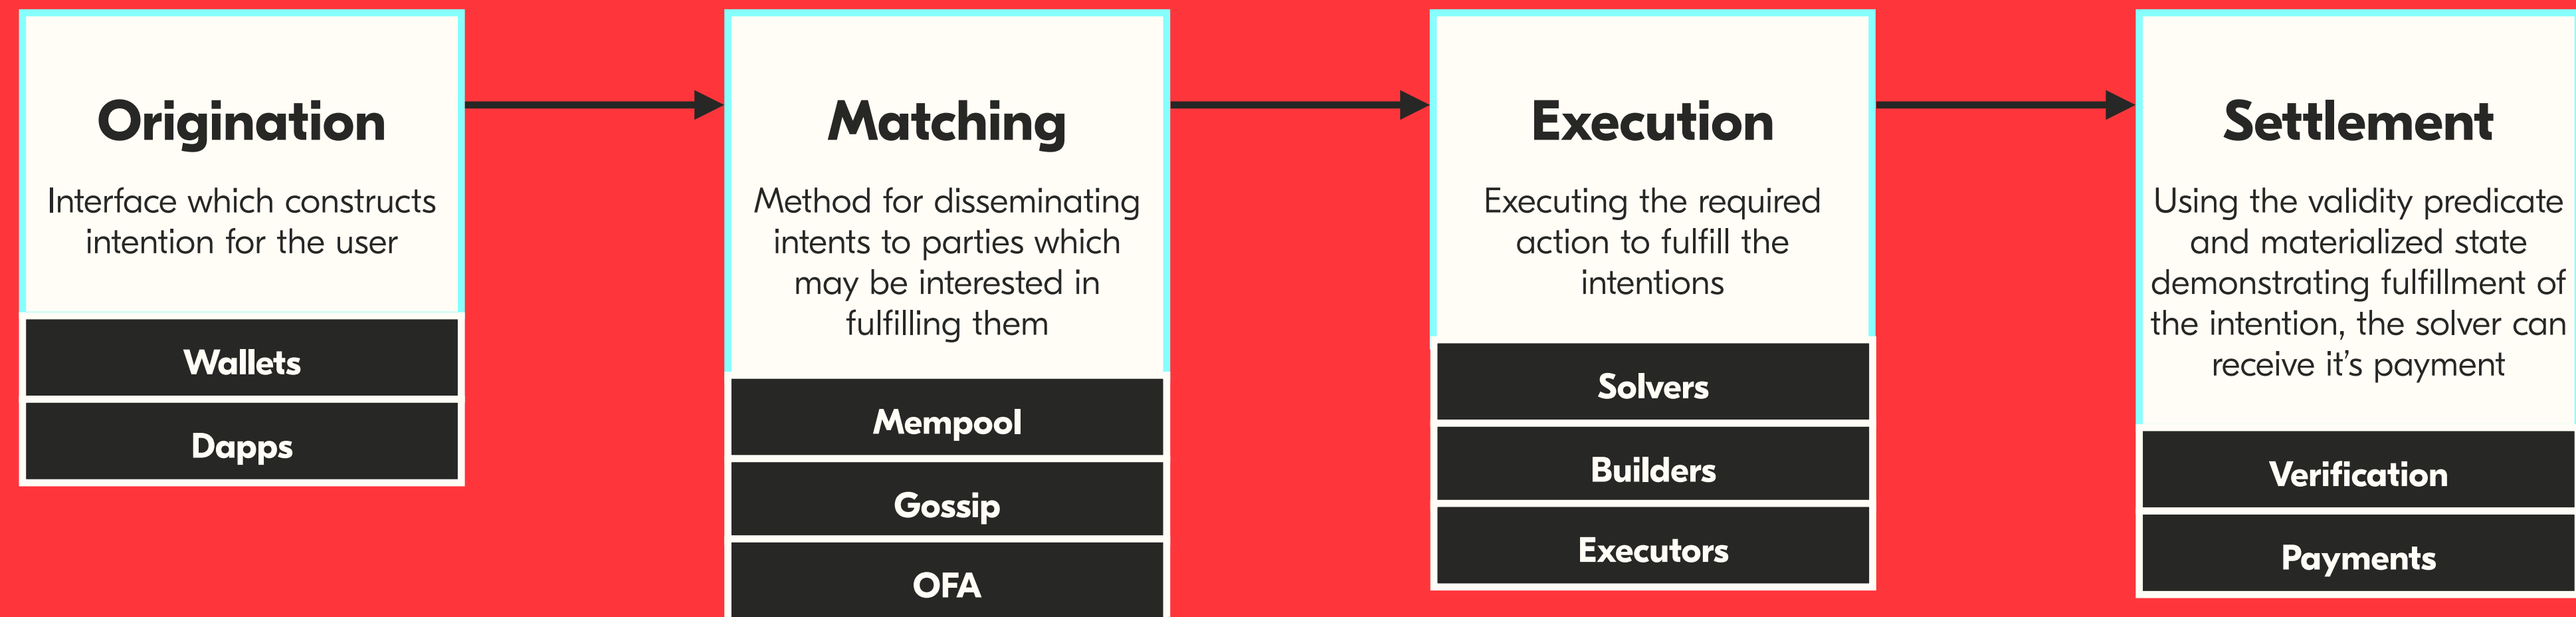 Origination
Interface which constructs
intention for the user
Wallets
Dapps
Matching
Method for disseminating
intents to parties which
may be interested in
fulfilling them
Mempool
Gossip
OFA
Execution
Executing the required
action to fulfill the
intentions
Solvers
Builders
Executors
Settlement
Using the validity predicate
and materialized state
demonstrating fulfillment of
the intention, the solver can
receive it’s payment
Verification
Payments